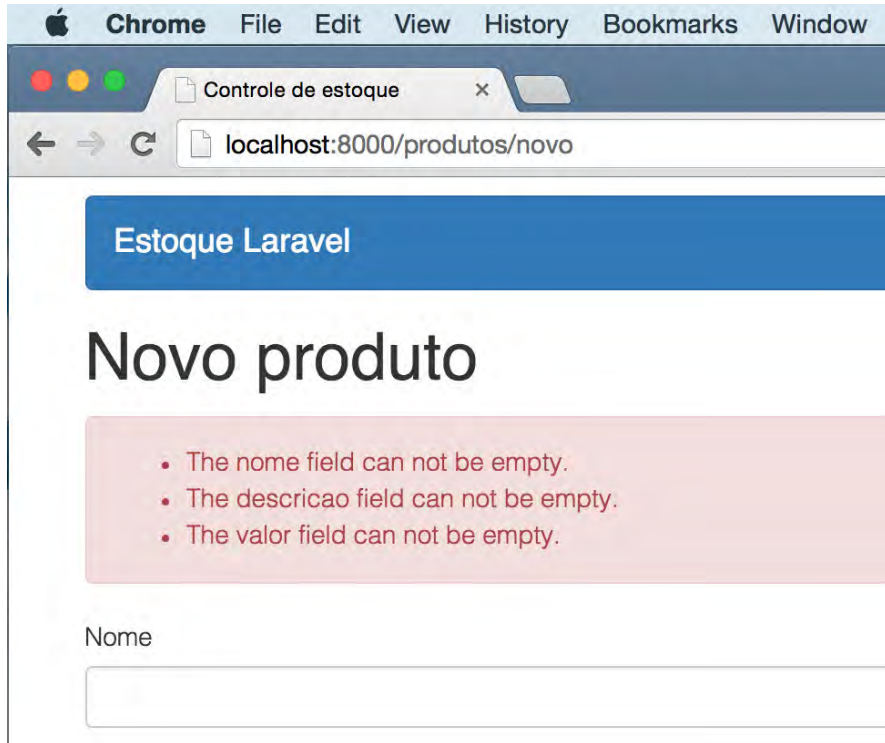 Chrome File Edit View History Bookmarks Window
Controle de estoque
localhost:8000/produtos/novo
Estoque Laravel
Novo produto
• The nome field can not be empty.
• The descricao field can not be empty.
• The valor field can not be empty.
Nome